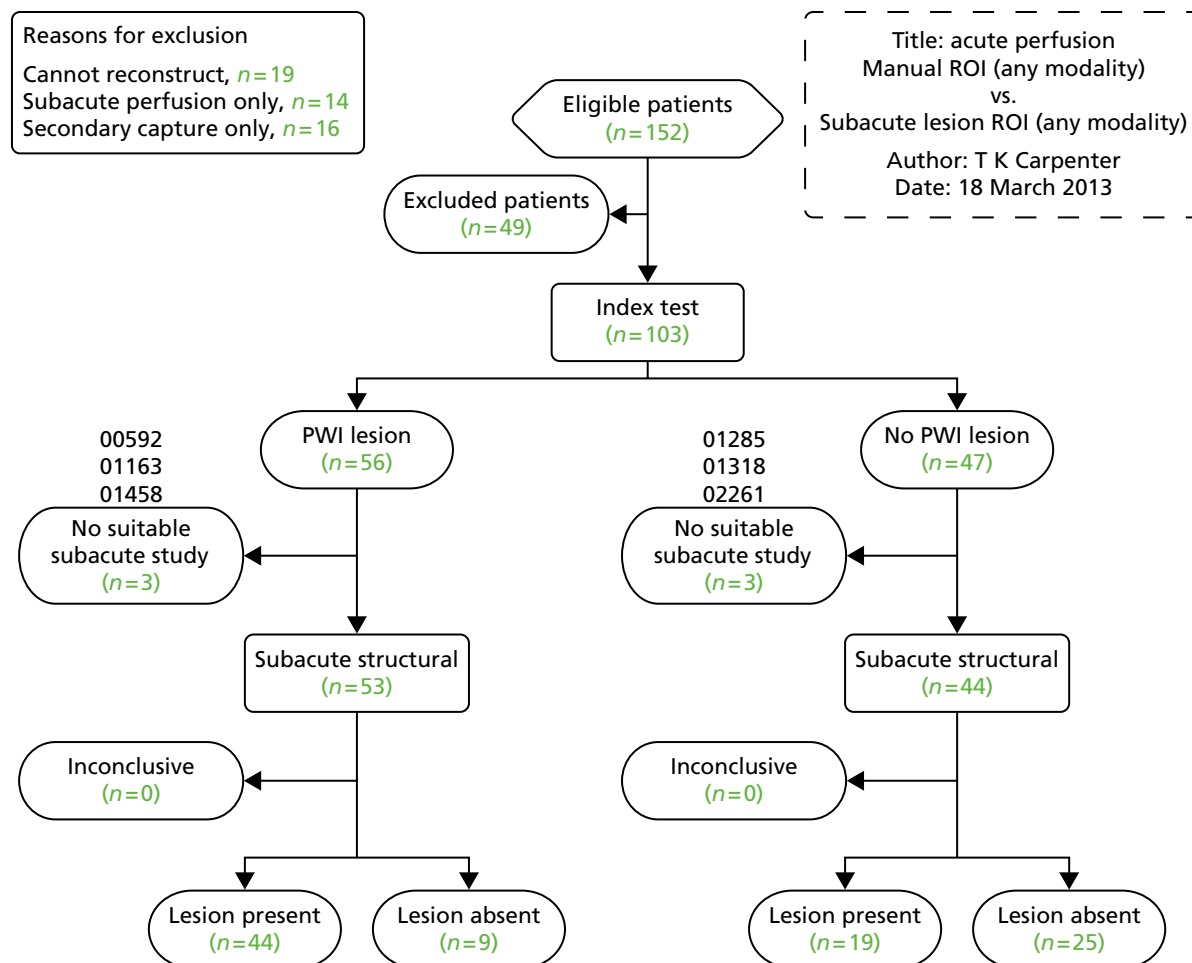 Reasons for exclusion
Cannot reconstruct, n=19
Subacute perfusion only, n=14
Secondary capture only, n=16
Title: acute perfusion
Manual ROI (any modality)
vs.
Subacute lesion ROI (any modality)
Author: T K Carpenter
Date: 18 March 2013
Eligible patients
(n=152)
Excluded patients
(n=49)
Index test
(n=103)
PWI lesion
(n=56)
No PWI lesion
(n=47)
00592
01163
01458
No suitable
subacute study
(n=3)
01285
01318
02261
No suitable
subacute study
(n=3)
Subacute structural
(n=53)
Subacute structural
(n=44)
Inconclusive
(n=0)
Inconclusive
(n=0)
Lesion present
(n=44)
Lesion absent
(n=9)
Lesion present
(n=19)
Lesion absent
(n=25)